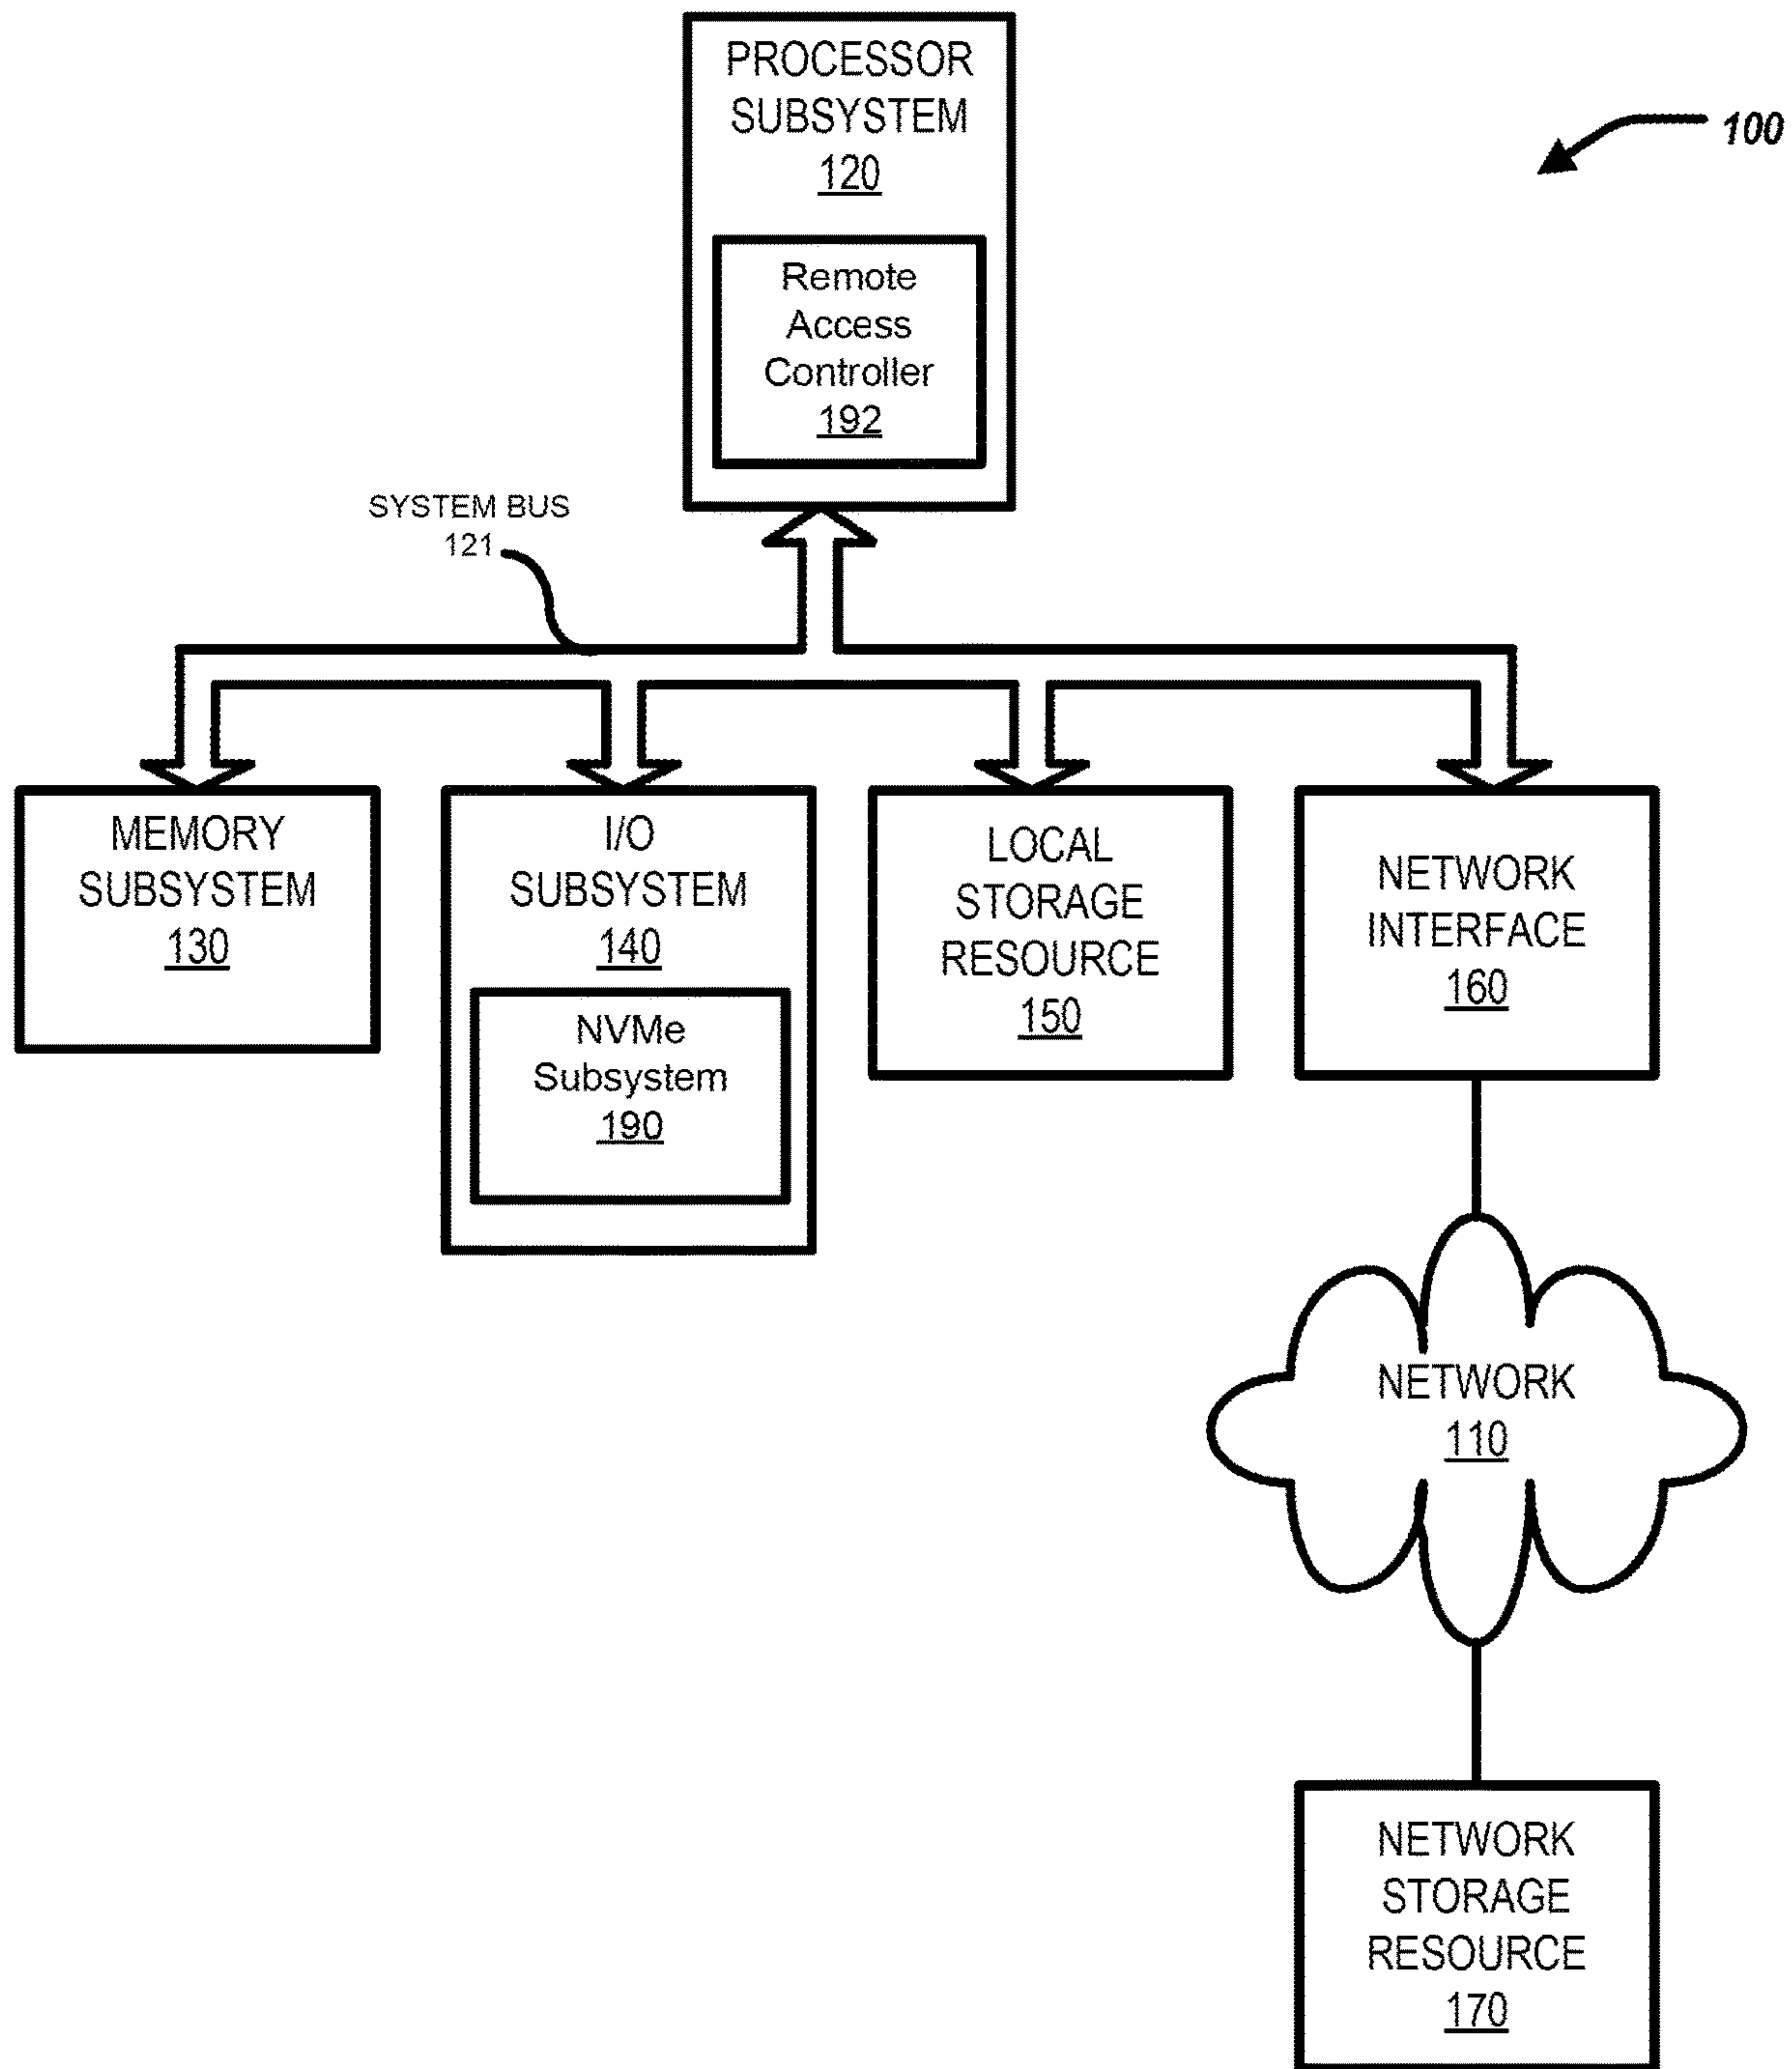 PROCESSOR
SUBSYSTEM
120
100
Remote
Access
Controller
192
SYSTEM BUS
121
MEMORY
SUBSYSTEM
130
I/O
SUBSYSTEM
140
NVMe
Subsystem
190
LOCAL
STORAGE
RESOURCE
150
NETWORK
INTERFACE
160
NETWORK
110
NETWORK
STORAGE
RESOURCE
170